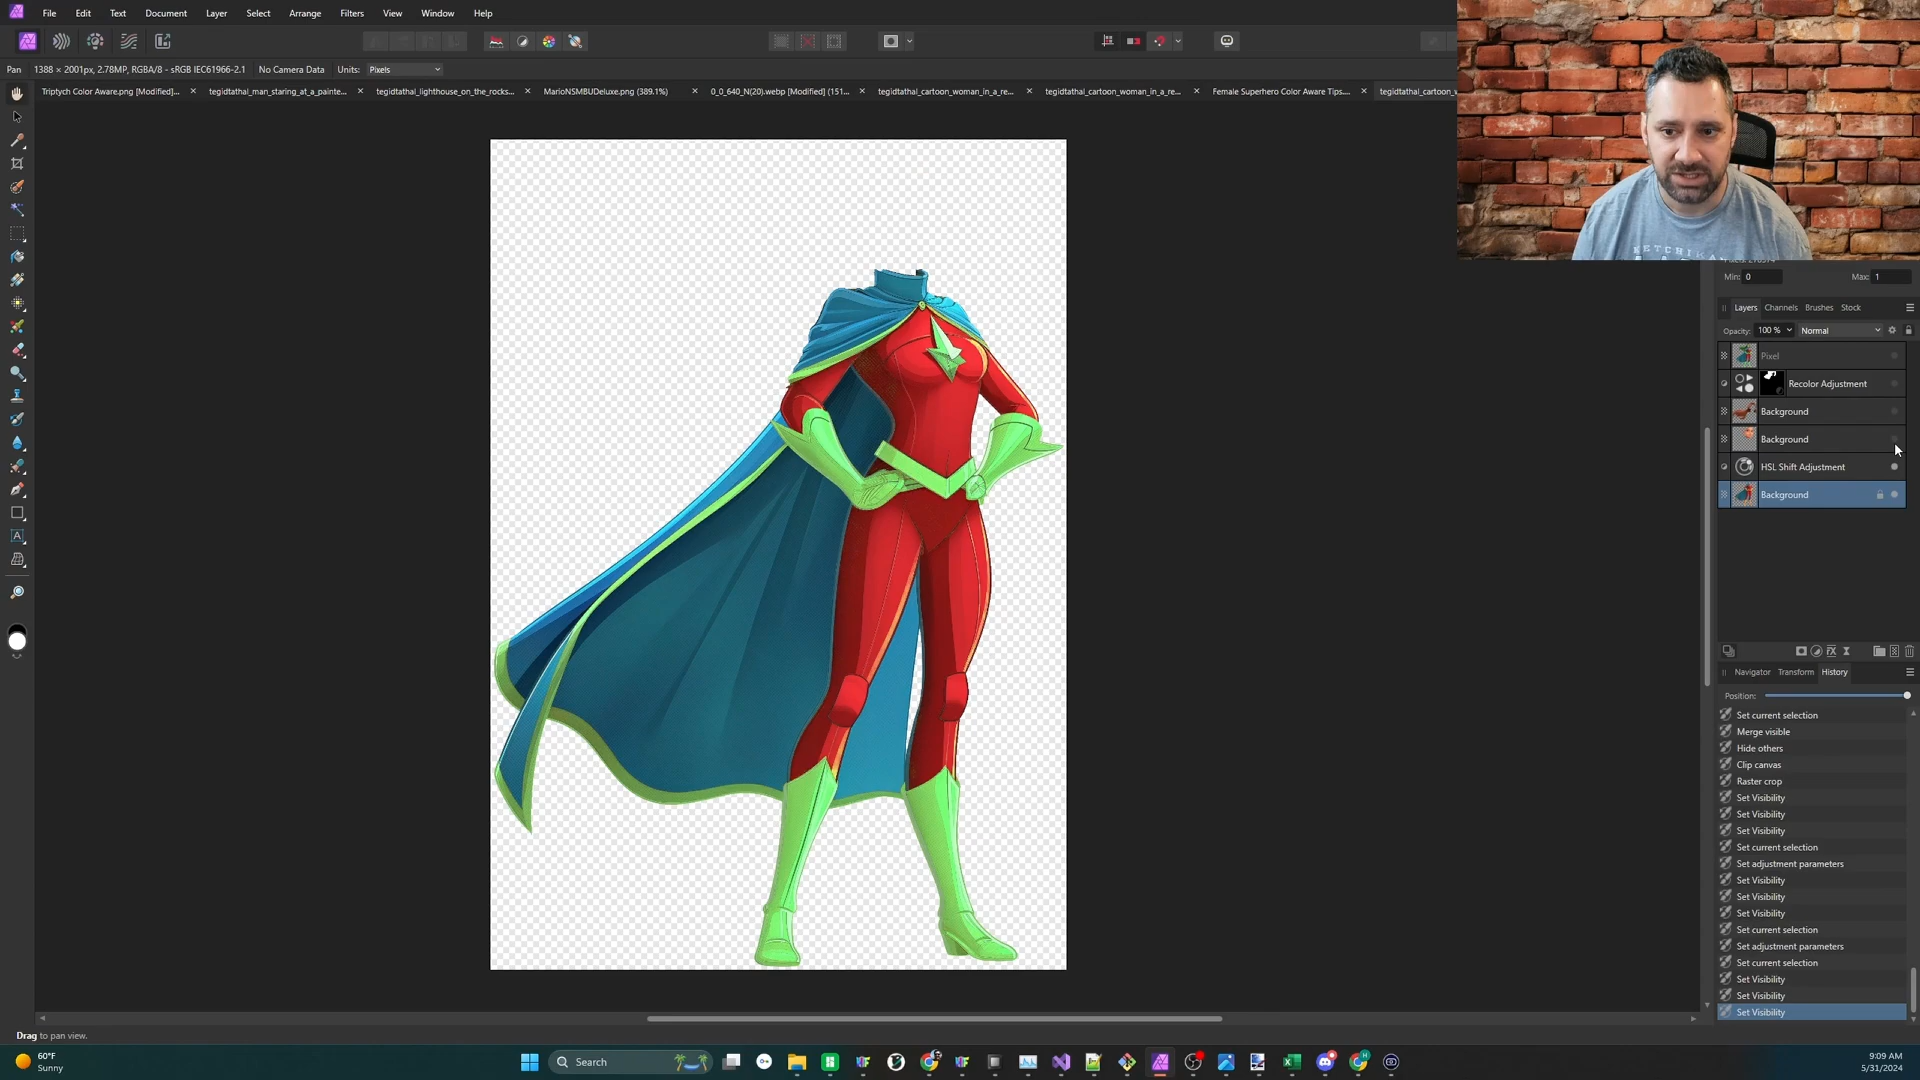 File Edit Text Document Layer Select Arrange Filters View Window Help
Pan 1388 × 2001px, 2.78MP, RGBA/8 - sRGB IEC61966-2.1 No Camera Data Units: Pixels
Triptych Color Aware.png [Modified]... tegidtathal_man_staring_at_a_painte... tegidtathal_lighthouse_on_the_rocks... MarioNSMBUDeluxe.png (389.1%) 0_0_640_N(20).webp [Modified] (151... tegidtathal_cartoon_woman_in_a_re... tegidtathal_cartoon_woman_in_a_re... Female Superhero Color Aware Tips.... tegidtathal_cartoon_w
KETCHIKAN
Min: 0 Max: 1
Layers Channels Brushes Stock
Opacity: 100 % Normal
Pixel
Recolor Adjustment
Background
Background
HSL Shift Adjustment
Background
Navigator Transform History
Position:
Set current selection
Merge visible
Hide others
Clip canvas
Raster crop
Set Visibility
Set Visibility
Set Visibility
Set current selection
Set adjustment parameters
Set Visibility
Set Visibility
Set Visibility
Set current selection
Set adjustment parameters
Set current selection
Set Visibility
Set Visibility
Set Visibility
Drag to pan view.
60°F
Sunny
Search
9:09 AM
5/31/2024